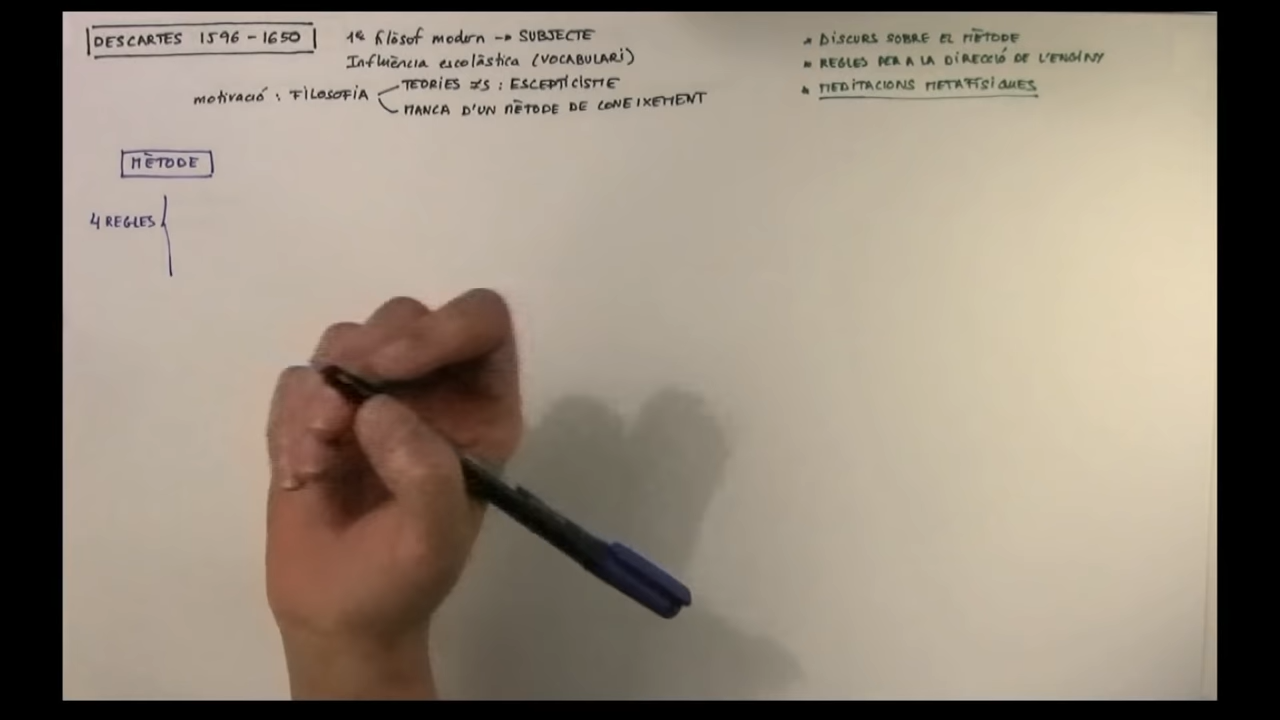 DESCARTES 1596 - 1650
1er filòsof modern → SUBJECTE
Influència escolàstica (VOCABULARI)
motivació : FILOSOFIA
TEORIES ≠s : ESCEPTICISME
MANCA D'UN MÈTODE DE CONEIXEMENT
* DISCURS SOBRE EL MÈTODE
* REGLES PER A LA DIRECCIÓ DE L'ENGINY
* MEDITACIONS METAFÍSIQUES
MÈTODE
4 REGLES